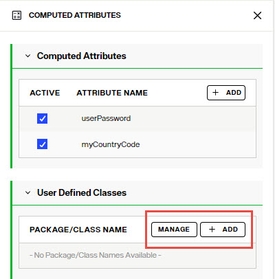 COMPUTED ATTRIBUTES
Computed Attributes
ACTIVE ATTRIBUTE NAME + ADD
userPassword
myCountryCode
User Defined Classes
PACKAGE/CLASS NAME MANAGE + ADD
- No Package/Class Names Available -